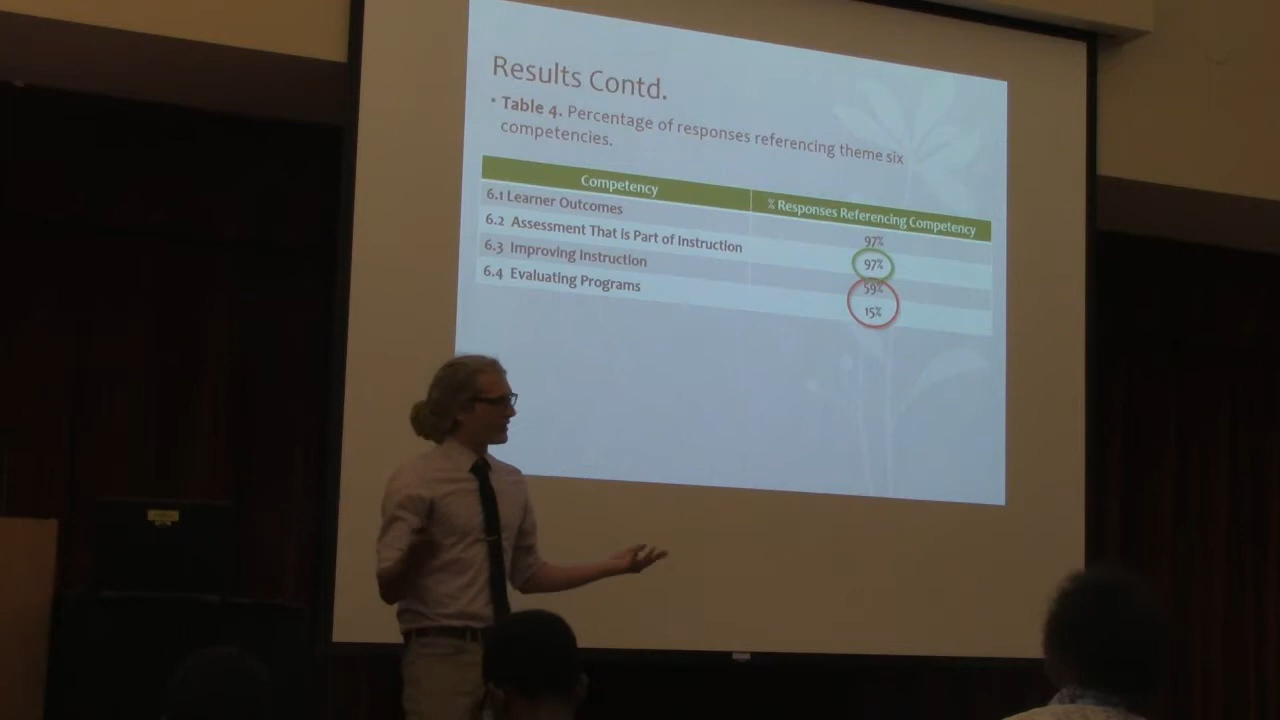 Results Contd.
• Table 4. Percentage of responses referencing theme six
competencies.
Competency % Responses Referencing Competency
6.1 Learner Outcomes 97%
6.2 Assessment That is Part of Instruction 97%
6.3 Improving Instruction 59%
6.4 Evaluating Programs 15%